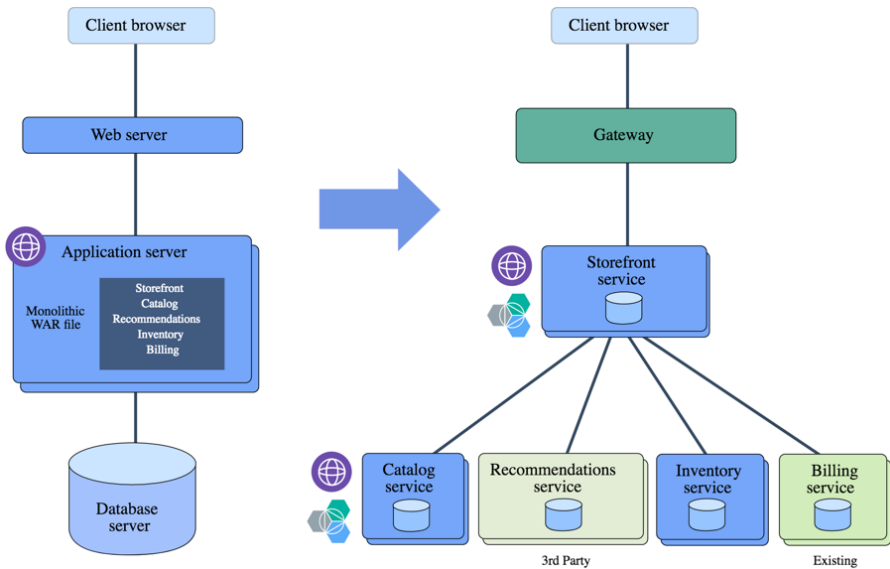 Client browser
Web server
Application server
Monolithic
WAR file
Storefront
Catalog
Recommendations
Inventory
Billing
Database
server
Client browser
Gateway
Storefront
service
Catalog
service
Recommendations
service
Inventory
service
Billing
service
3rd Party
Existing